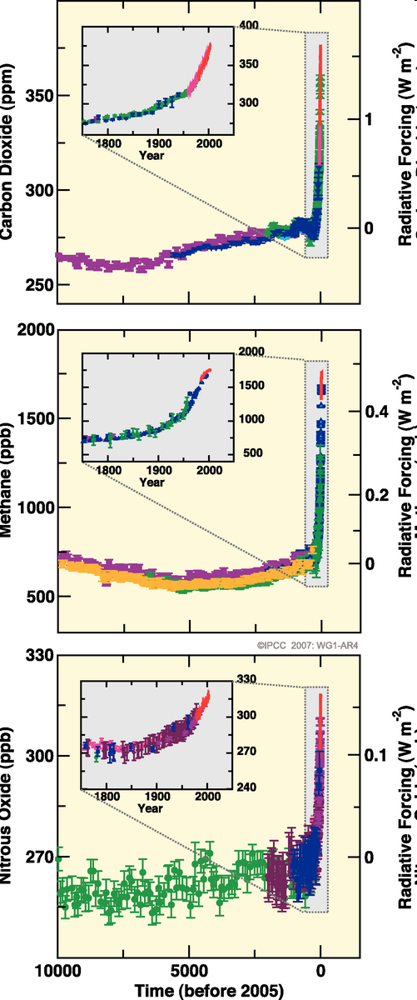 Carbon Dioxide (ppm)
350
300
250
400
350
300
1800 1900 2000
Year
1
0
Radiative Forcing (W m-2)
Methane (ppb)
2000
1500
1000
500
2000
1500
1000
500
1800 1900 2000
Year
0.4
0.2
0
Radiative Forcing (W m-2)
©IPCC 2007: WG1-AR4
Nitrous Oxide (ppb)
330
300
270
330
300
270
240
1800 1900 2000
Year
0.1
0
Radiative Forcing (W m-2)
10000 5000 0
Time (before 2005)